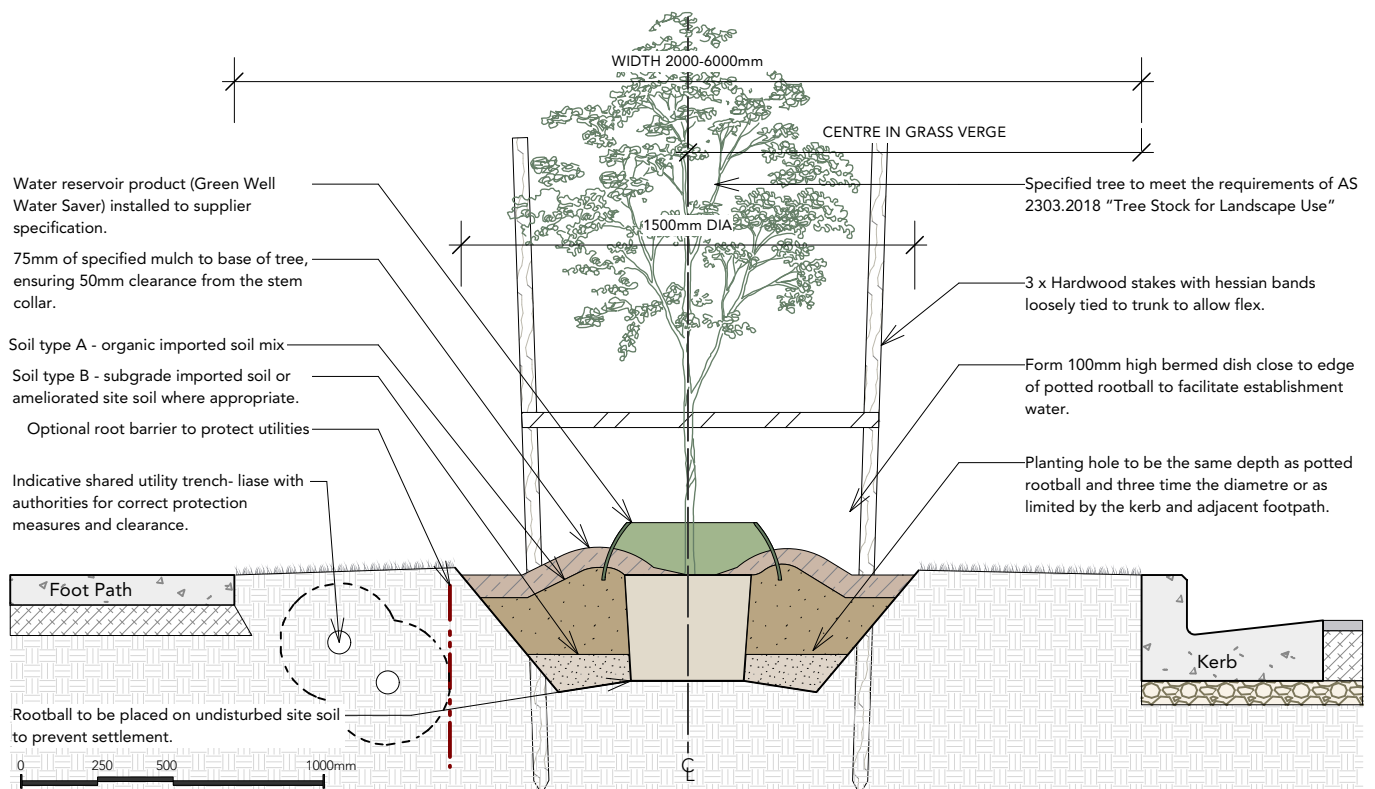 WIDTH 2000-6000mm
CENTRE IN GRASS VERGE
1500mm DIA.
Water reservoir product (Green Well
Water Saver) installed to supplier
specification.
75mm of specified mulch to base of tree,
ensuring 50mm clearance from the stem
collar.
Soil type A - organic imported soil mix
Soil type B - subgrade imported soil or
ameliorated site soil where appropriate.
Optional root barrier to protect utilities
Indicative shared utility trench- liase with
authorities for correct protection
measures and clearance.
Specified tree to meet the requirements of AS
2303.2018 “Tree Stock for Landscape Use”
3 x Hardwood stakes with hessian bands
loosely tied to trunk to allow flex.
Form 100mm high bermed dish close to edge
of potted rootball to facilitate establishment
water.
Planting hole to be the same depth as potted
rootball and three time the diametre or as
limited by the kerb and adjacent footpath.
Foot Path
Kerb
Rootball to be placed on undisturbed site soil
to prevent settlement.
0 250 500 1000mm
CL